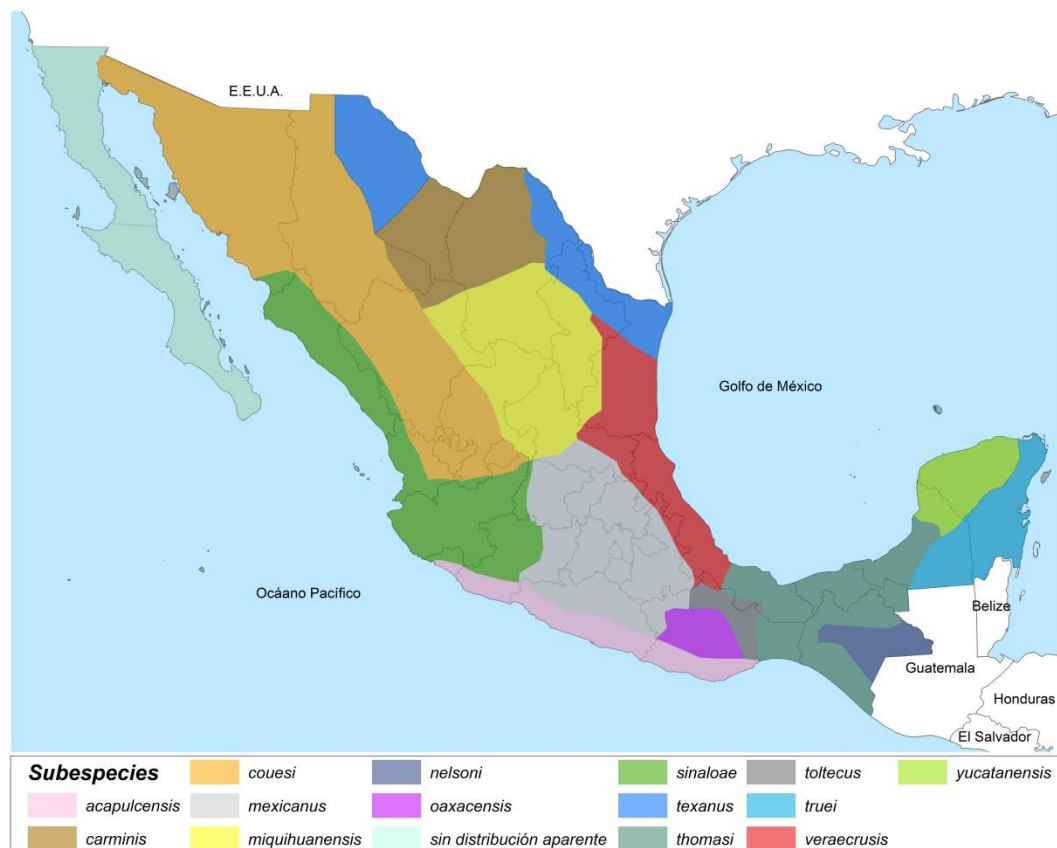 E.E.U.A.
Golfo de México
Ocáano Pacífico
Belize
Guatemala
Honduras
El Salvador
Subespecies
acapulcensis
carminis
couesi
mexicanus
miquihuanensis
nelsoni
oaxacensis
sin distribución aparente
sinaloae
texanus
thomasi
toltecus
truei
veraecrusis
yucatanensis